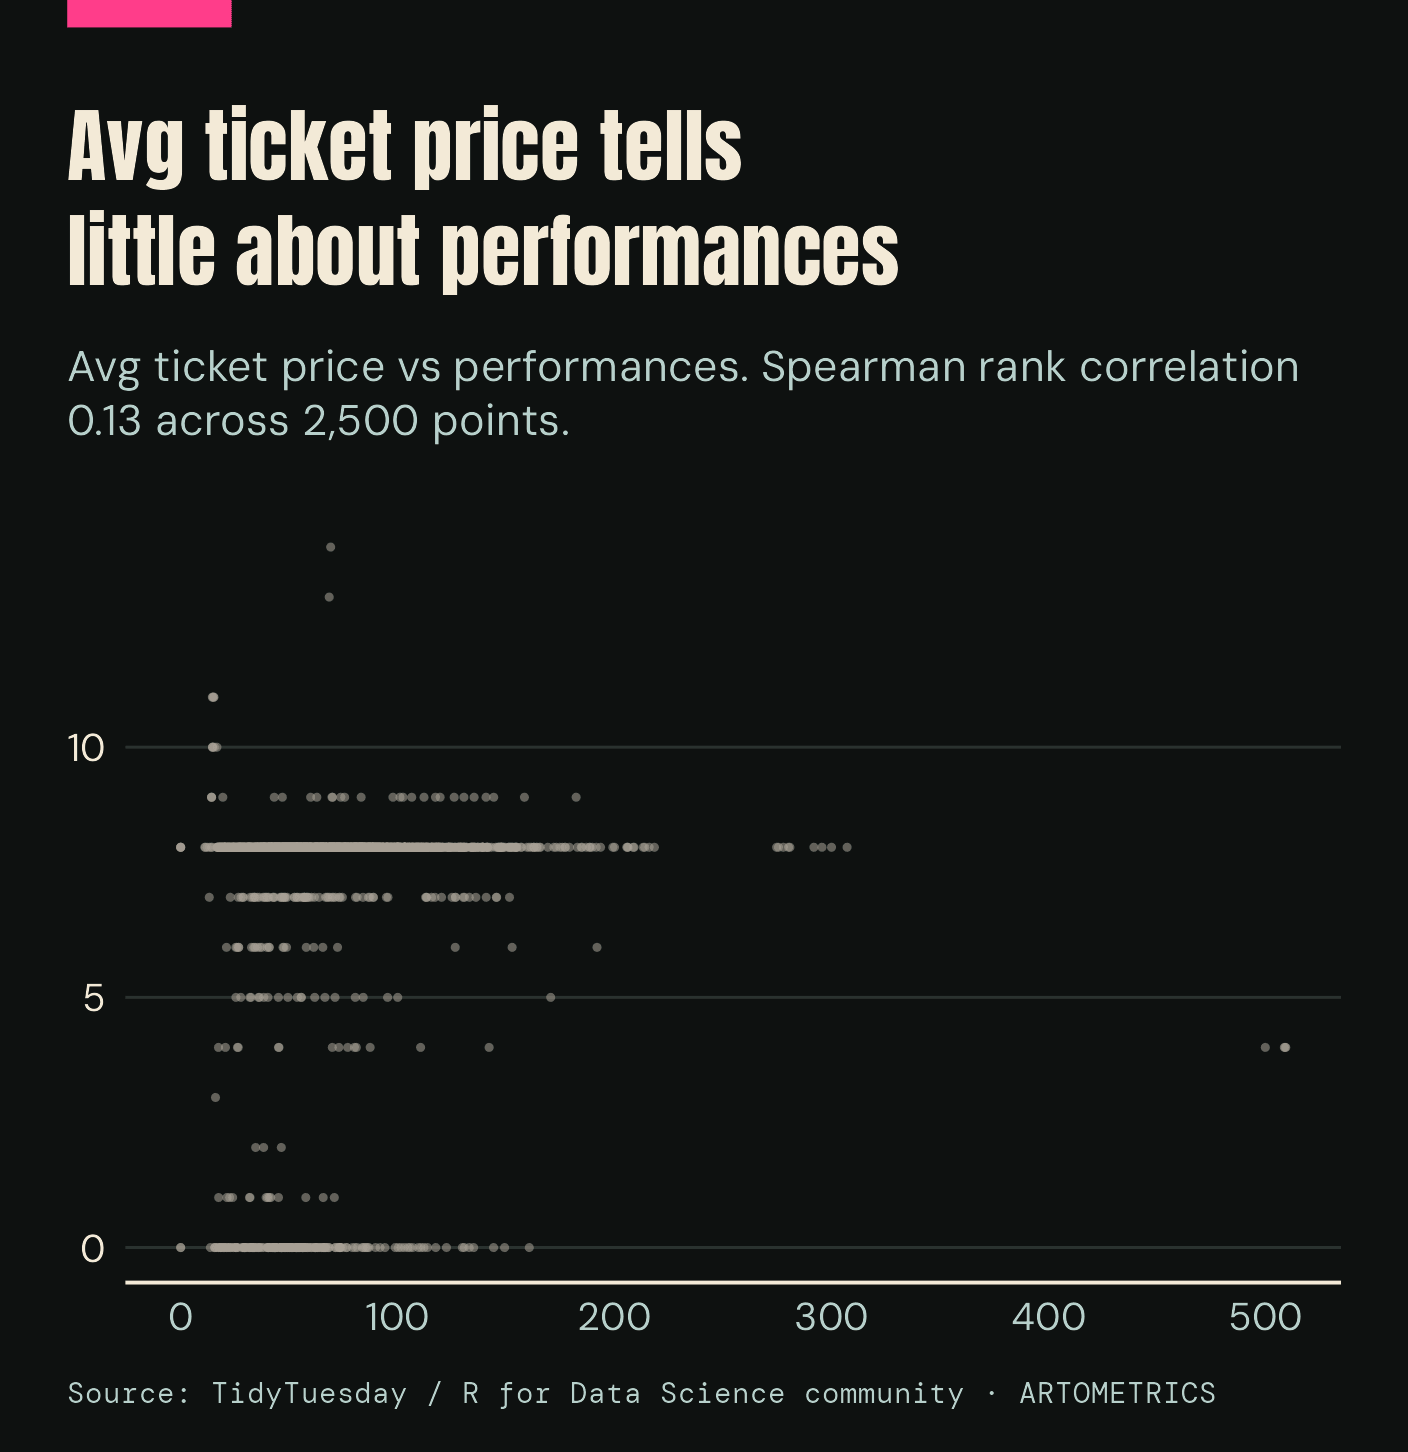 Avg ticket price tells
little about performances
Avg ticket price vs performances. Spearman rank correlation
0.13 across 2,500 points.
10
5
0
0 100 200 300 400 500
Source: TidyTuesday / R for Data Science community · ARTOMETRICS